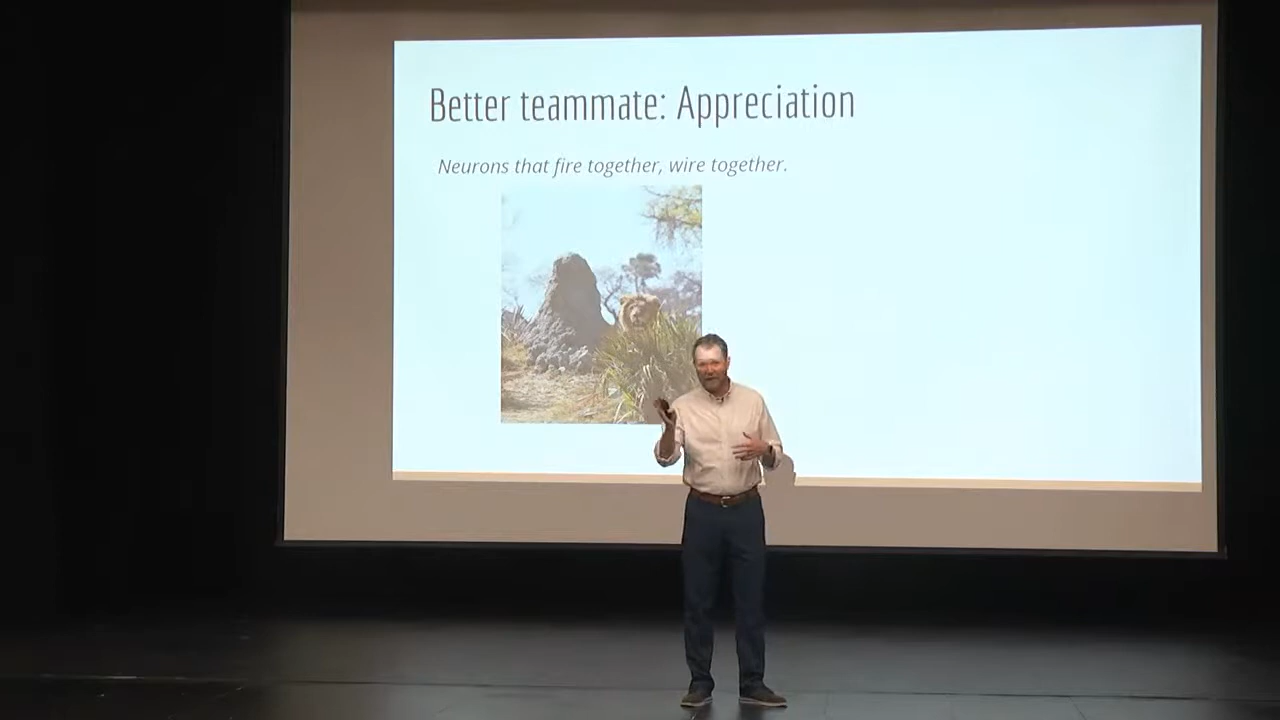 Better teammate: Appreciation
Neurons that fire together, wire together.